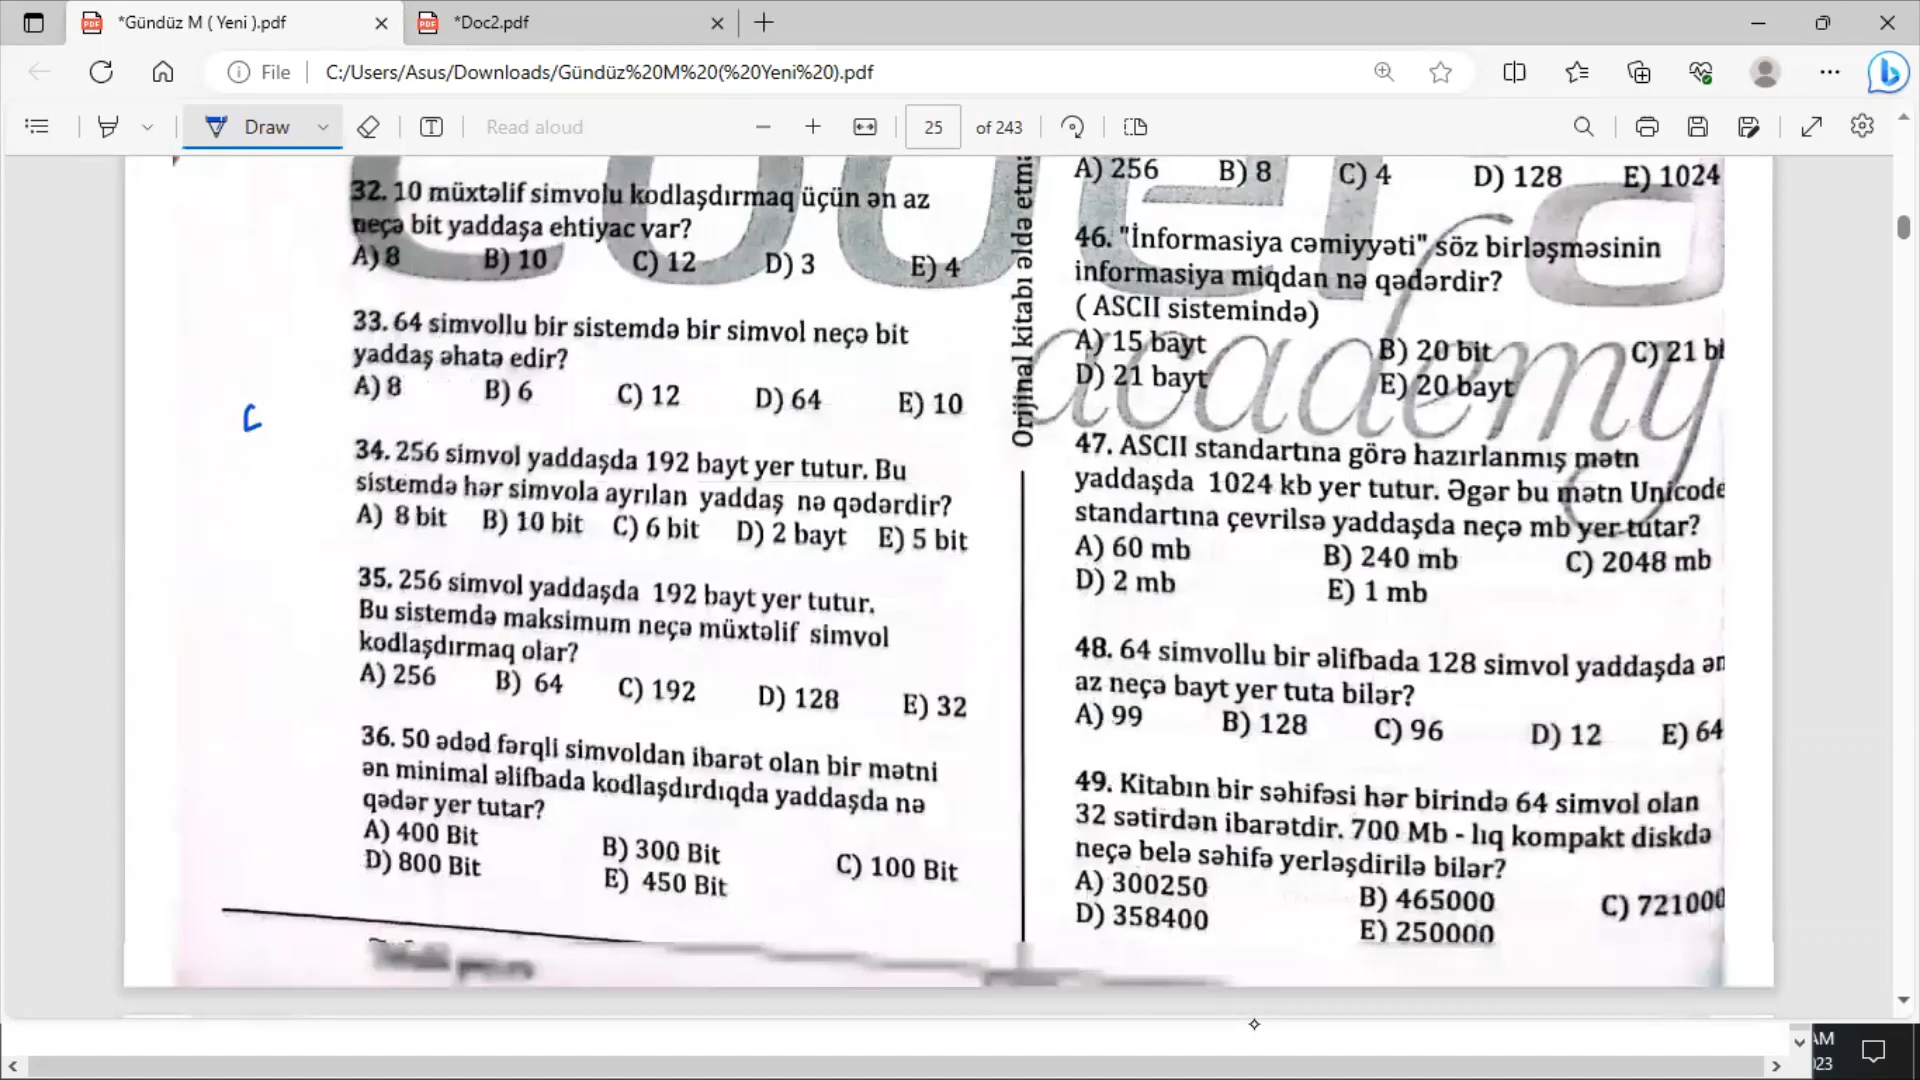 *Gündüz M ( Yeni ).pdf
*Doc2.pdf
File
C:/Users/Asus/Downloads/Gündüz%20M%20(%20Yeni%20).pdf
Draw
Read aloud
25
of 243
32. 10 müxtəlif simvolu kodlaşdırmaq üçün ən az
neçə bit yaddaşa ehtiyac var?
A) 8 B) 10 C) 12 D) 3 E) 4
33. 64 simvollu bir sistemdə bir simvol neçə bit
yaddaş əhatə edir?
A) 8 B) 6 C) 12 D) 64 E) 10
34. 256 simvol yaddaşda 192 bayt yer tutur. Bu
sistemdə hər simvola ayrılan yaddaş nə qədərdir?
A) 8 bit B) 10 bit C) 6 bit D) 2 bayt E) 5 bit
35. 256 simvol yaddaşda 192 bayt yer tutur.
Bu sistemdə maksimum neçə müxtəlif simvol
kodlaşdırmaq olar?
A) 256 B) 64 C) 192 D) 128 E) 32
36. 50 ədəd fərqli simvoldan ibarət olan bir mətni
ən minimal əlifbada kodlaşdırdıqda yaddaşda nə
qədər yer tutar?
A) 400 Bit B) 300 Bit C) 100 Bit
D) 800 Bit E) 450 Bit
Orijinal kitabı əldə etmə
academy
A) 256 B) 8 C) 4 D) 128 E) 1024
46. "İnformasiya cəmiyyəti" söz birləşməsinin
informasiya miqdarı nə qədərdir?
( ASCII sistemində)
A) 15 bayt B) 20 bit C) 21 bi
D) 21 bayt E) 20 bayt
47. ASCII standartına görə hazırlanmış mətn
yaddaşda 1024 kb yer tutur. Əgər bu mətn Unicode
standartına çevrilsə yaddaşda neçə mb yer tutar?
A) 60 mb B) 240 mb C) 2048 mb
D) 2 mb E) 1 mb
48. 64 simvollu bir əlifbada 128 simvol yaddaşda ən
az neçə bayt yer tuta bilər?
A) 99 B) 128 C) 96 D) 12 E) 64
49. Kitabın bir səhifəsi hər birində 64 simvol olan
32 sətirdən ibarətdir. 700 Mb - lıq kompakt diskdə
neçə belə səhifə yerləşdirilə bilər?
A) 300250 B) 465000 C) 721000
D) 358400 E) 250000
AM
023